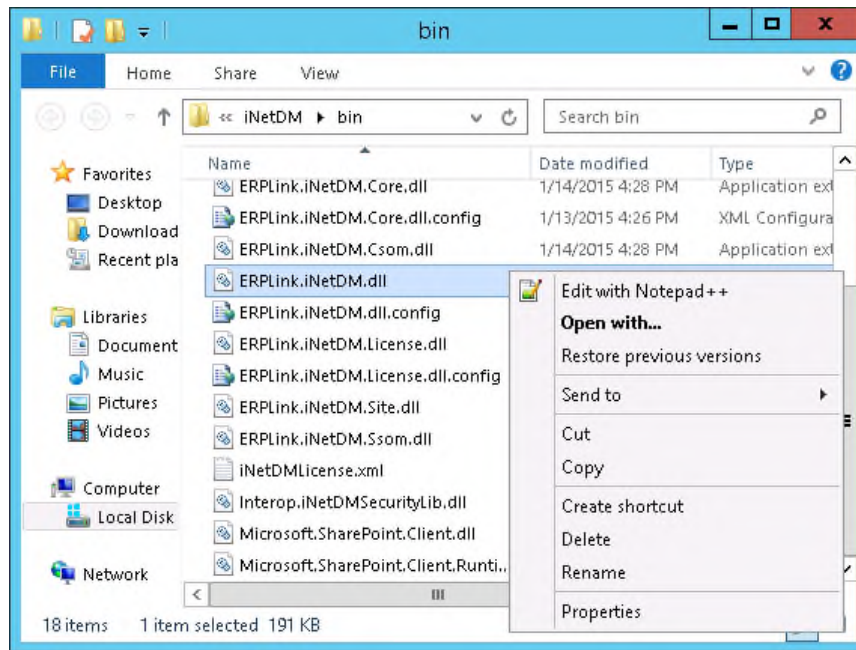 bin
File Home Share View
iNetDM bin Search bin
Name Date modified Type
ERPLink.iNetDM.Core.dll 1/14/2015 4:28 PM Application ext
ERPLink.iNetDM.Core.dll.config 1/13/2015 4:26 PM XML Configura
ERPLink.iNetDM.Csom.dll 1/14/2015 4:28 PM Application ext
ERPLink.iNetDM.dll
ERPLink.iNetDM.dll.config
ERPLink.iNetDM.License.dll
ERPLink.iNetDM.License.dll.config
ERPLink.iNetDM.Site.dll
ERPLink.iNetDM.Ssom.dll
iNetDMLicense.xml
Interop.iNetDMSecurityLib.dll
Microsoft.SharePoint.Client.dll
Microsoft.SharePoint.Client.Runti...
Favorites
Desktop
Download
Recent pla
Libraries
Document
Music
Pictures
Videos
Computer
Local Disk
Network
Edit with Notepad++
Open with...
Restore previous versions
Send to
Cut
Copy
Create shortcut
Delete
Rename
Properties
18 items 1 item selected 191 KB